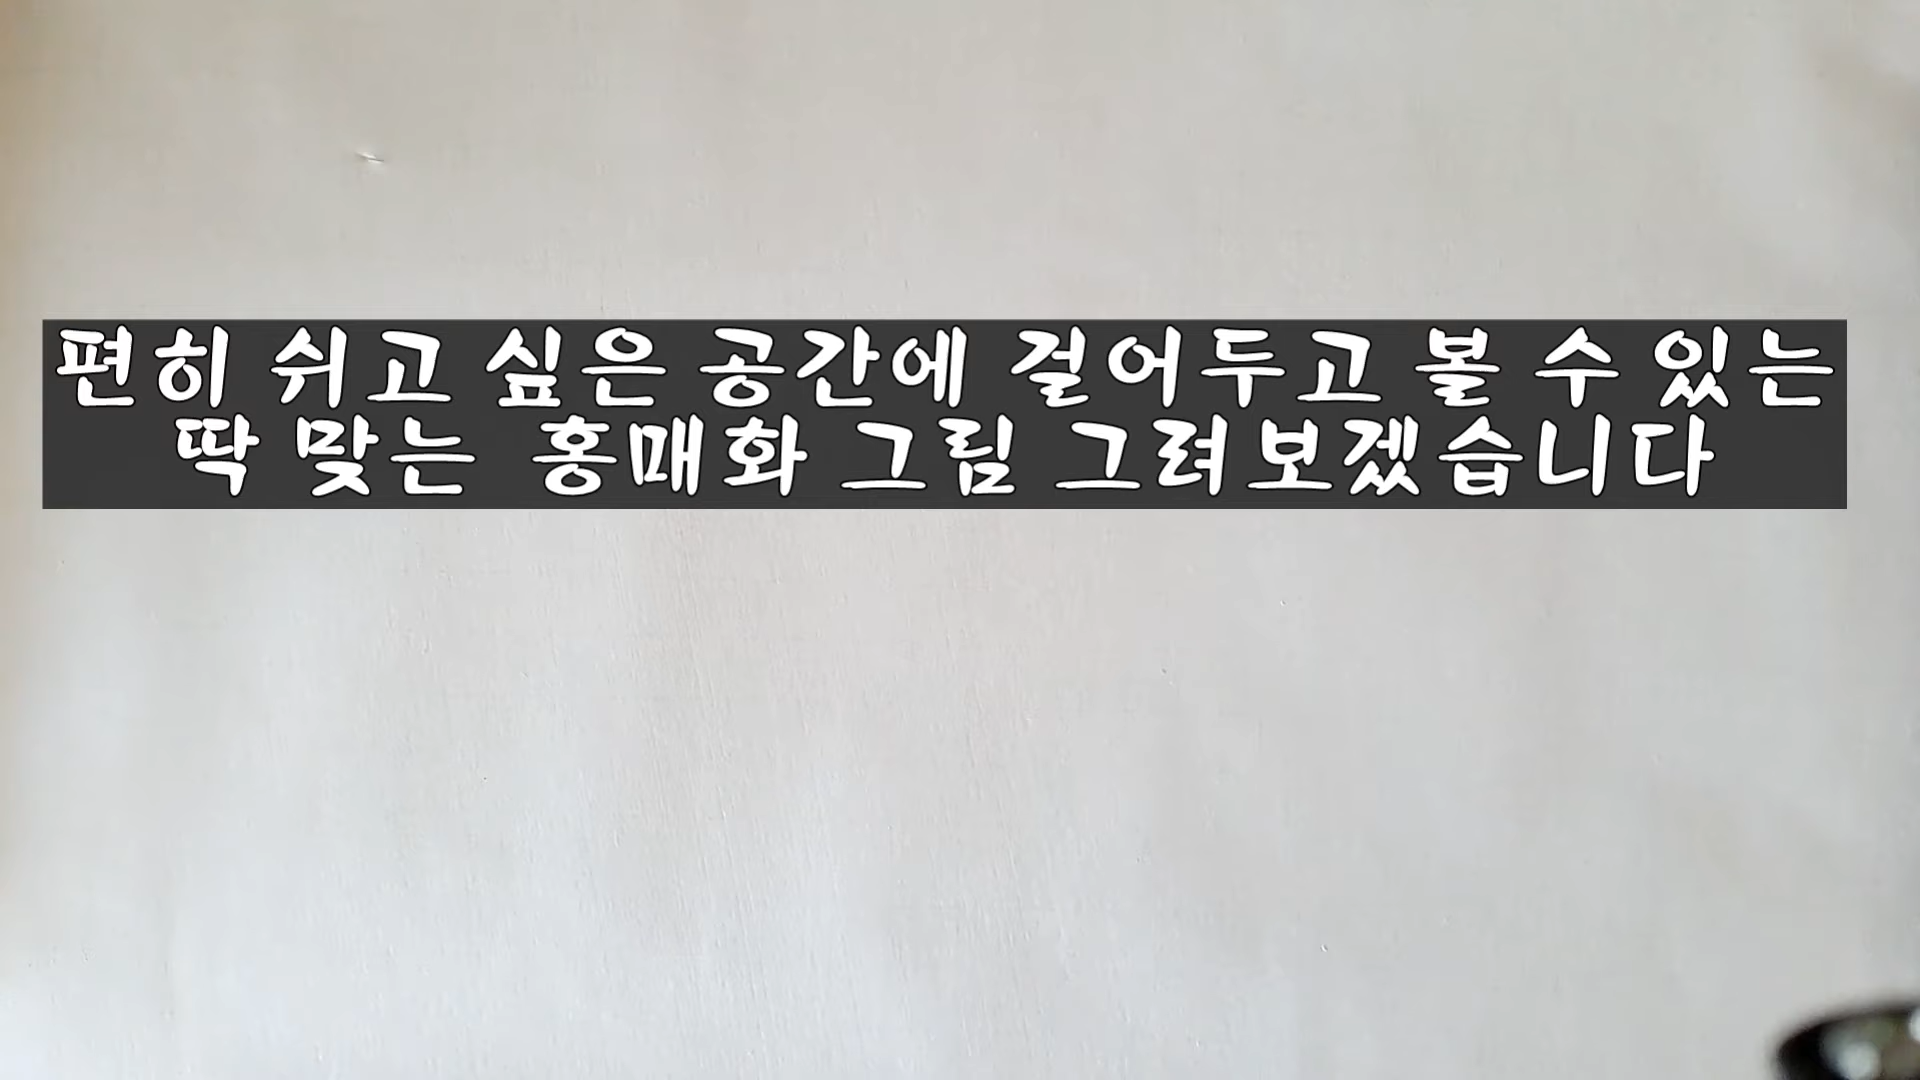 편히 쉬고 싶은 공간에 걸어두고 볼 수 있는
딱 맞는 홍매화 그림 그려보겠습니다